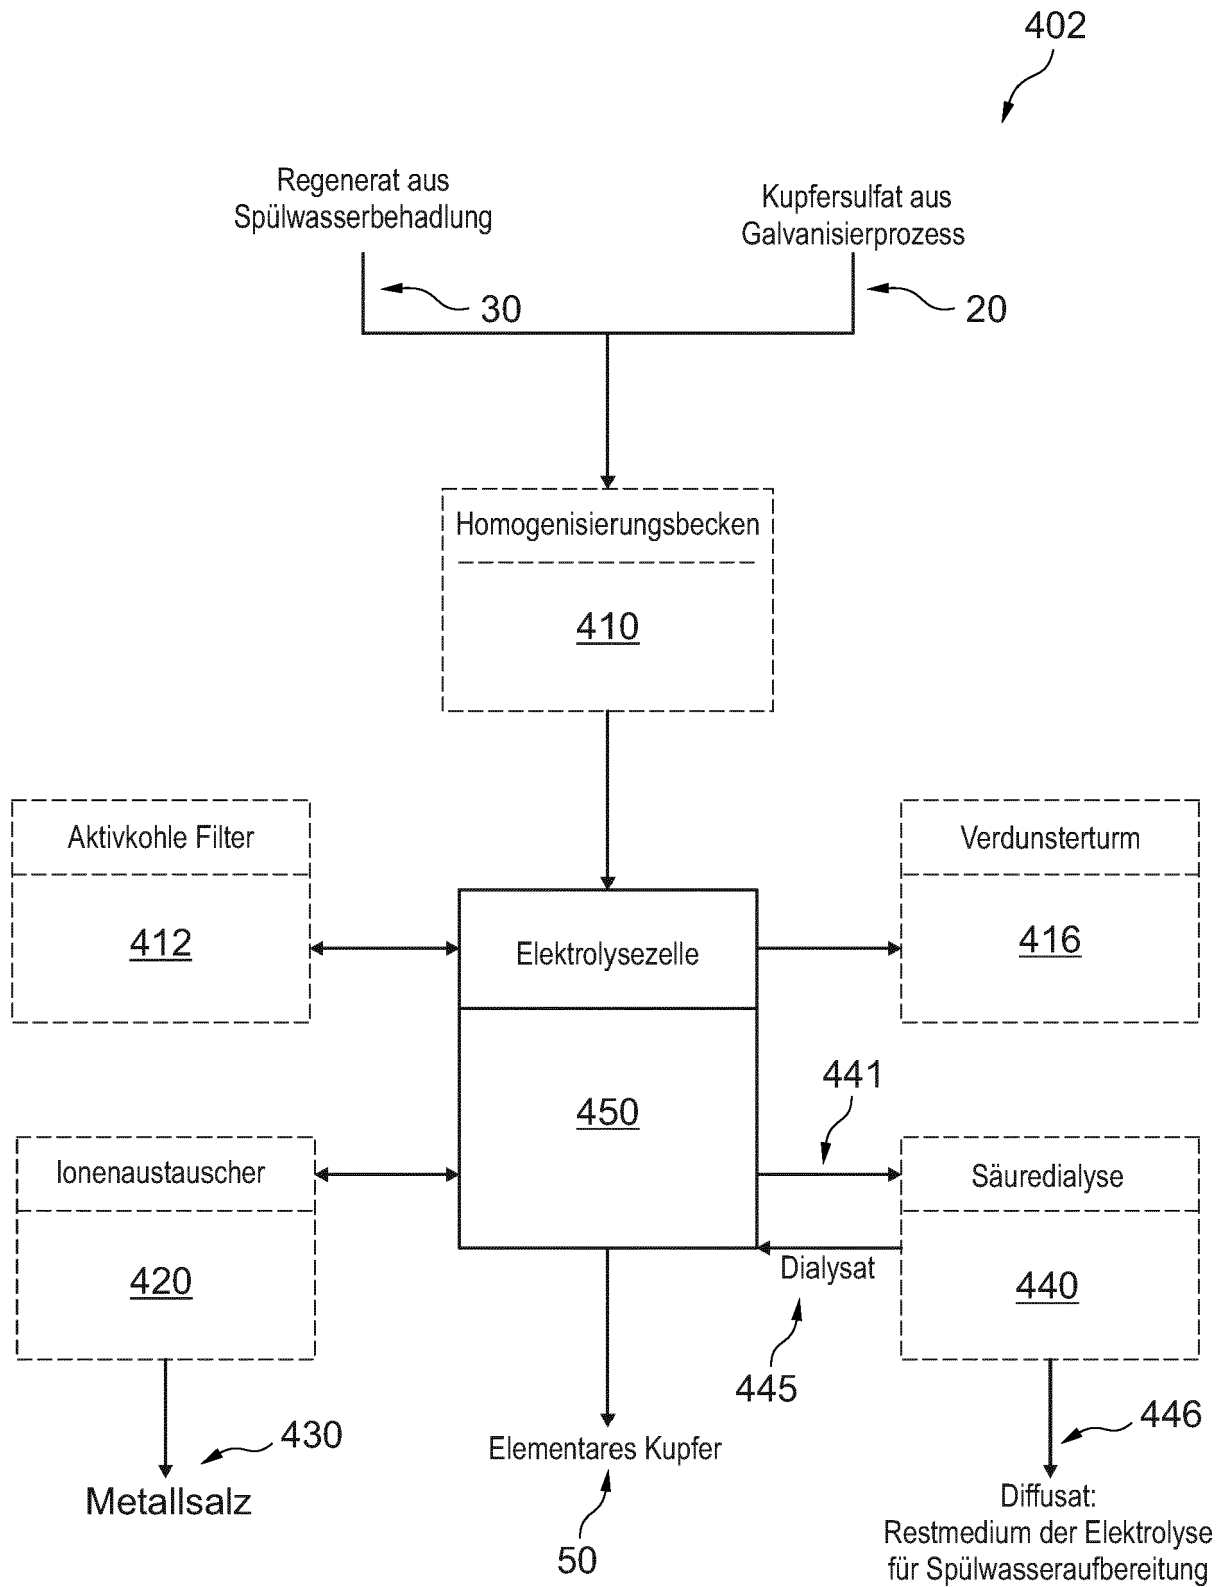 402
Regenerat aus
Spülwasserbehadlung
Kupfersulfat aus
Galvanisierprozess
30
20
Homogenisierungsbecken
410
Aktivkohle Filter
412
Verdunsterturm
416
Elektrolysezelle
450
441
Ionenaustauscher
420
Säuredialyse
440
Dialysat
445
430
446
Metallsalz
Elementares Kupfer
50
Diffusat:
Restmedium der Elektrolyse
für Spülwasseraufbereitung